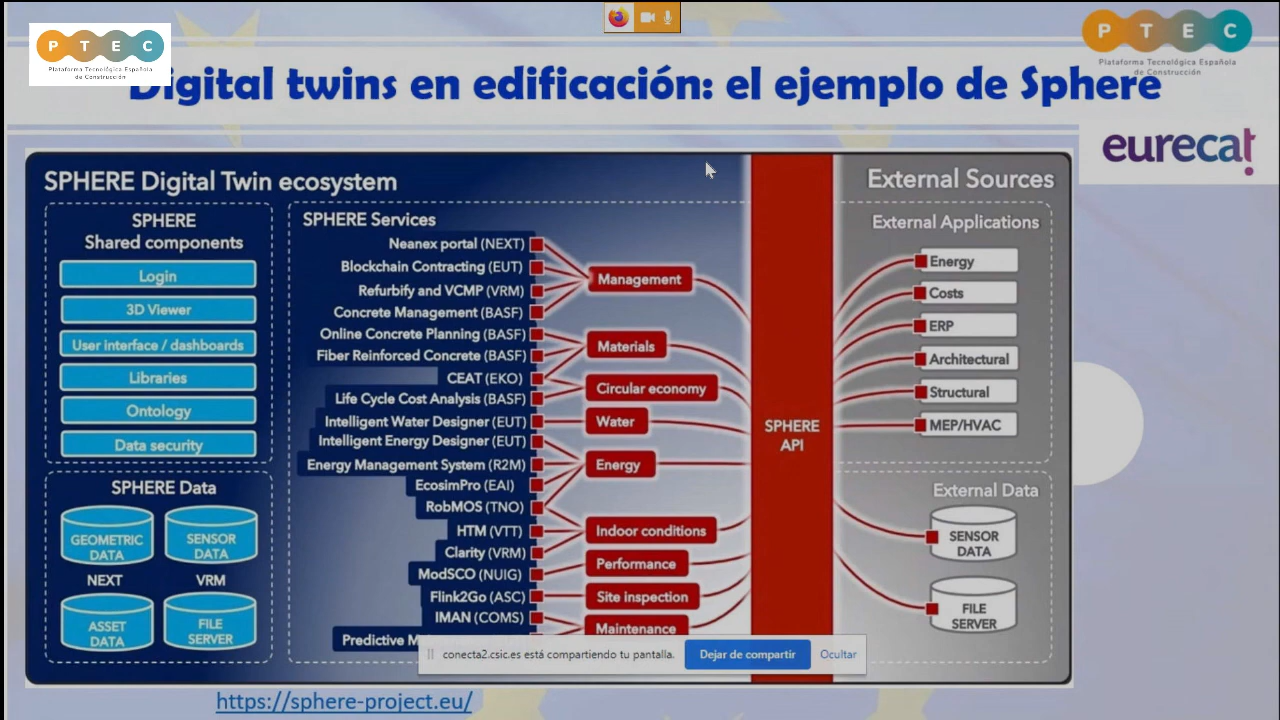 PTEC
Plataforma Tecnológica Española
de Construcción
PTEC
Plataforma Tecnológica Española
de Construcción
Digital twins en edificación: el ejemplo de Sphere
eurecat
SPHERE Digital Twin ecosystem
SPHERE
Shared components
Login
3D Viewer
User interface / dashboards
Libraries
Ontology
Data security
SPHERE Data
GEOMETRIC
DATA
SENSOR
DATA
NEXT
VRM
ASSET
DATA
FILE
SERVER
SPHERE Services
Neanex portal (NEXT)
Blockchain Contracting (EUT)
Refurbify and VCMP (VRM)
Concrete Management (BASF)
Online Concrete Planning (BASF)
Fiber Reinforced Concrete (BASF)
CEAT (EKO)
Life Cycle Cost Analysis (BASF)
Intelligent Water Designer (EUT)
Intelligent Energy Designer (EUT)
Energy Management System (R2M)
EcosimPro (EAI)
RobMOS (TNO)
HTM (VTT)
Clarity (VRM)
ModSCO (NUIG)
Flink2Go (ASC)
IMAN (COMS)
Predictive M
Management
Materials
Circular economy
Water
Energy
Indoor conditions
Performance
Site inspection
Maintenance
SPHERE
API
External Sources
External Applications
Energy
Costs
ERP
Architectural
Structural
MEP/HVAC
External Data
SENSOR
DATA
FILE
SERVER
conecta2.csic.es está compartiendo tu pantalla.
Dejar de compartir
Ocultar
https://sphere-project.eu/